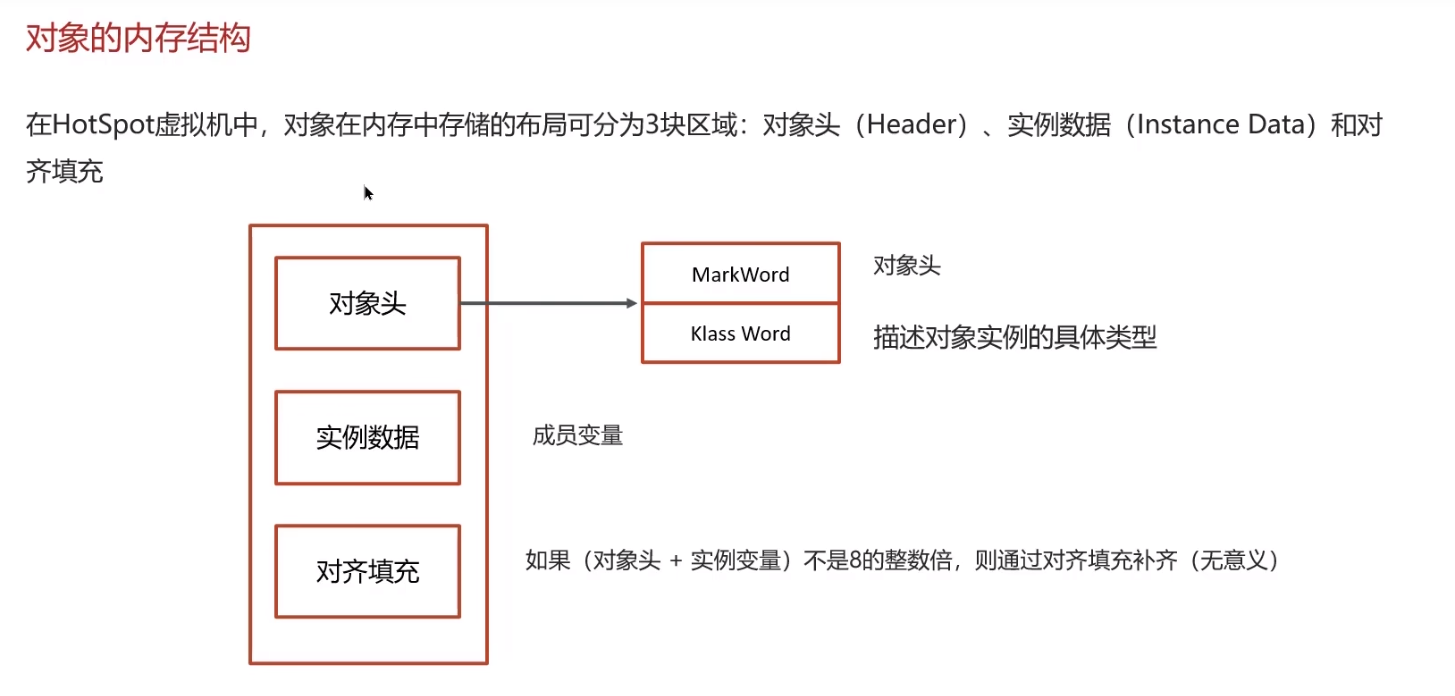 对象的内存结构
在HotSpot虚拟机中，对象在内存中存储的布局可分为3块区域：对象头（Header）、实例数据（Instance Data）和对
齐填充
对象头
MarkWord
对象头
Klass Word
描述对象实例的具体类型
实例数据
成员变量
对齐填充
如果（对象头 + 实例变量）不是8的整数倍，则通过对齐填充补齐（无意义）